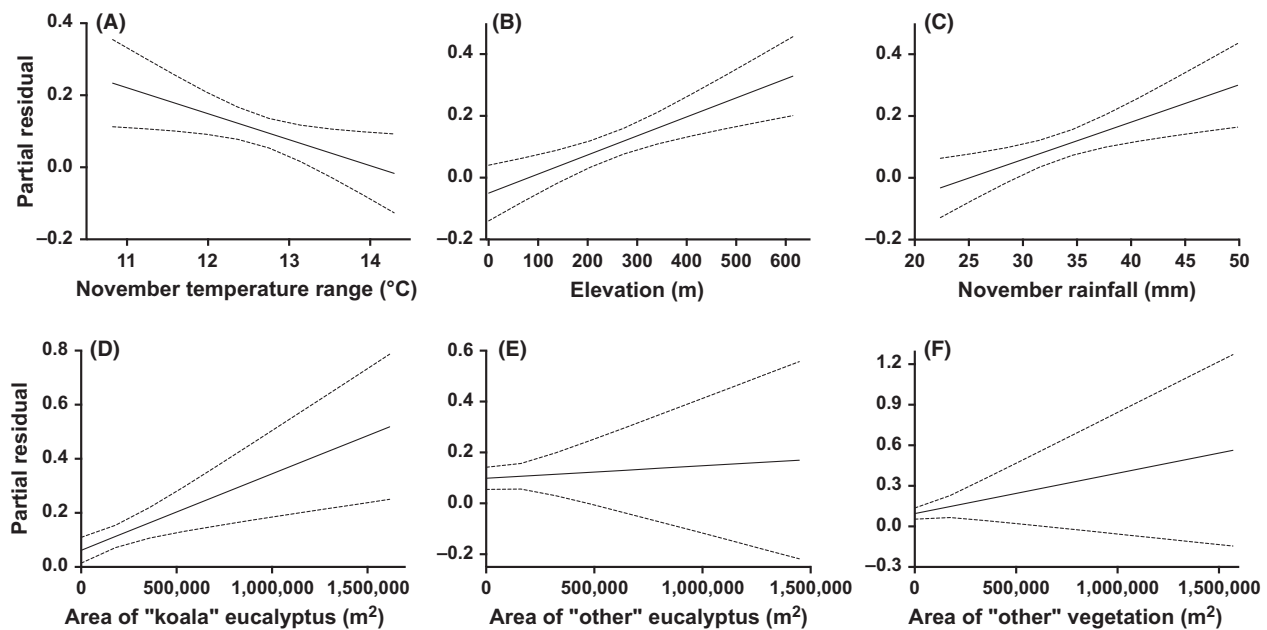 (A)
0.4
0.2
0.0
–0.2
Partial residual
11 12 13 14
November temperature range (°C)
(B)
0.4
0.2
0.0
–0.2
0 100 200 300 400 500 600
Elevation (m)
(C)
0.4
0.2
0.0
–0.2
20 25 30 35 40 45 50
November rainfall (mm)
(D)
0.8
0.6
0.4
0.2
0.0
Partial residual
0 500,000 1,000,000 1,500,000
Area of "koala" eucalyptus (m²)
(E)
0.6
0.4
0.2
0.0
–0.2
0 500,000 1,000,000 1,500,000
Area of "other" eucalyptus (m²)
(F)
1.2
0.9
0.6
0.3
0.0
–0.3
0 500,000 1,000,000 1,500,000
Area of "other" vegetation (m²)